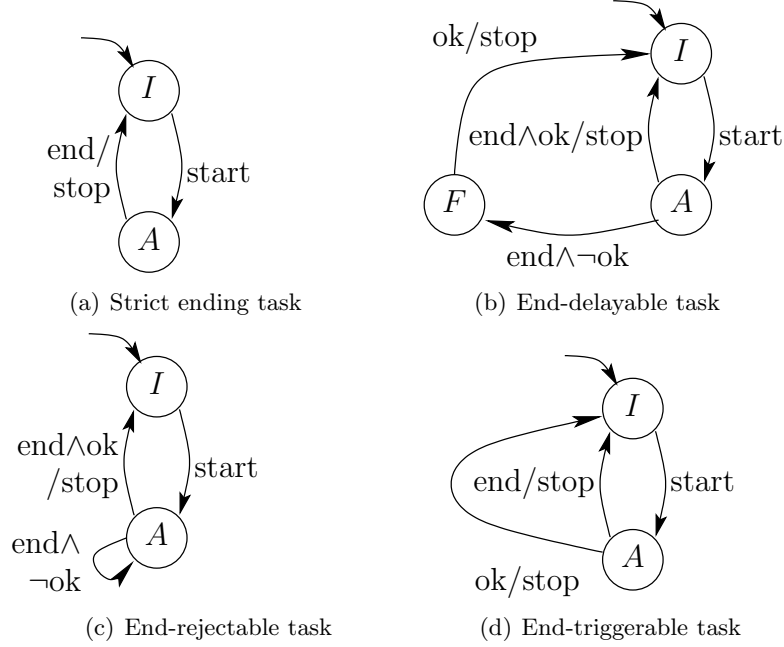 I
end/
stop
start
A
(a) Strict ending task
ok/stop
I
end∧ok/stop
start
F
A
end∧¬ok
(b) End-delayable task
I
end∧ok
/stop
start
end∧
¬ok
A
(c) End-rejectable task
I
end/stop
start
A
ok/stop
(d) End-triggerable task